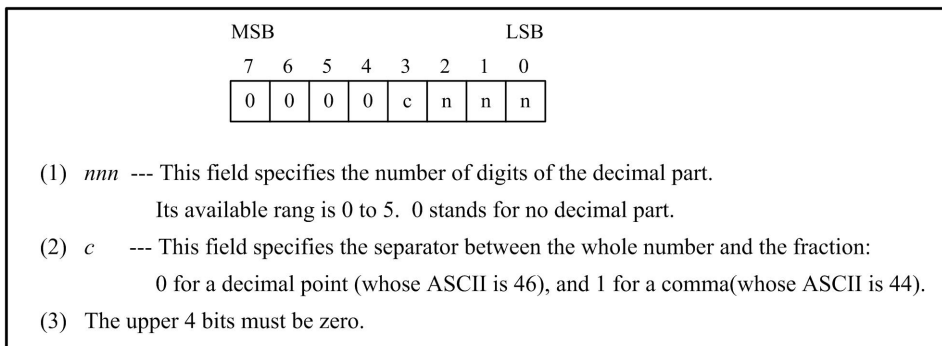 MSB LSB
7 6 5 4 3 2 1 0
0 0 0 0 c n n n
(1) nnn --- This field specifies the number of digits of the decimal part.
Its available rang is 0 to 5. 0 stands for no decimal part.
(2) c --- This field specifies the separator between the whole number and the fraction:
0 for a decimal point (whose ASCII is 46), and 1 for a comma(whose ASCII is 44).
(3) The upper 4 bits must be zero.